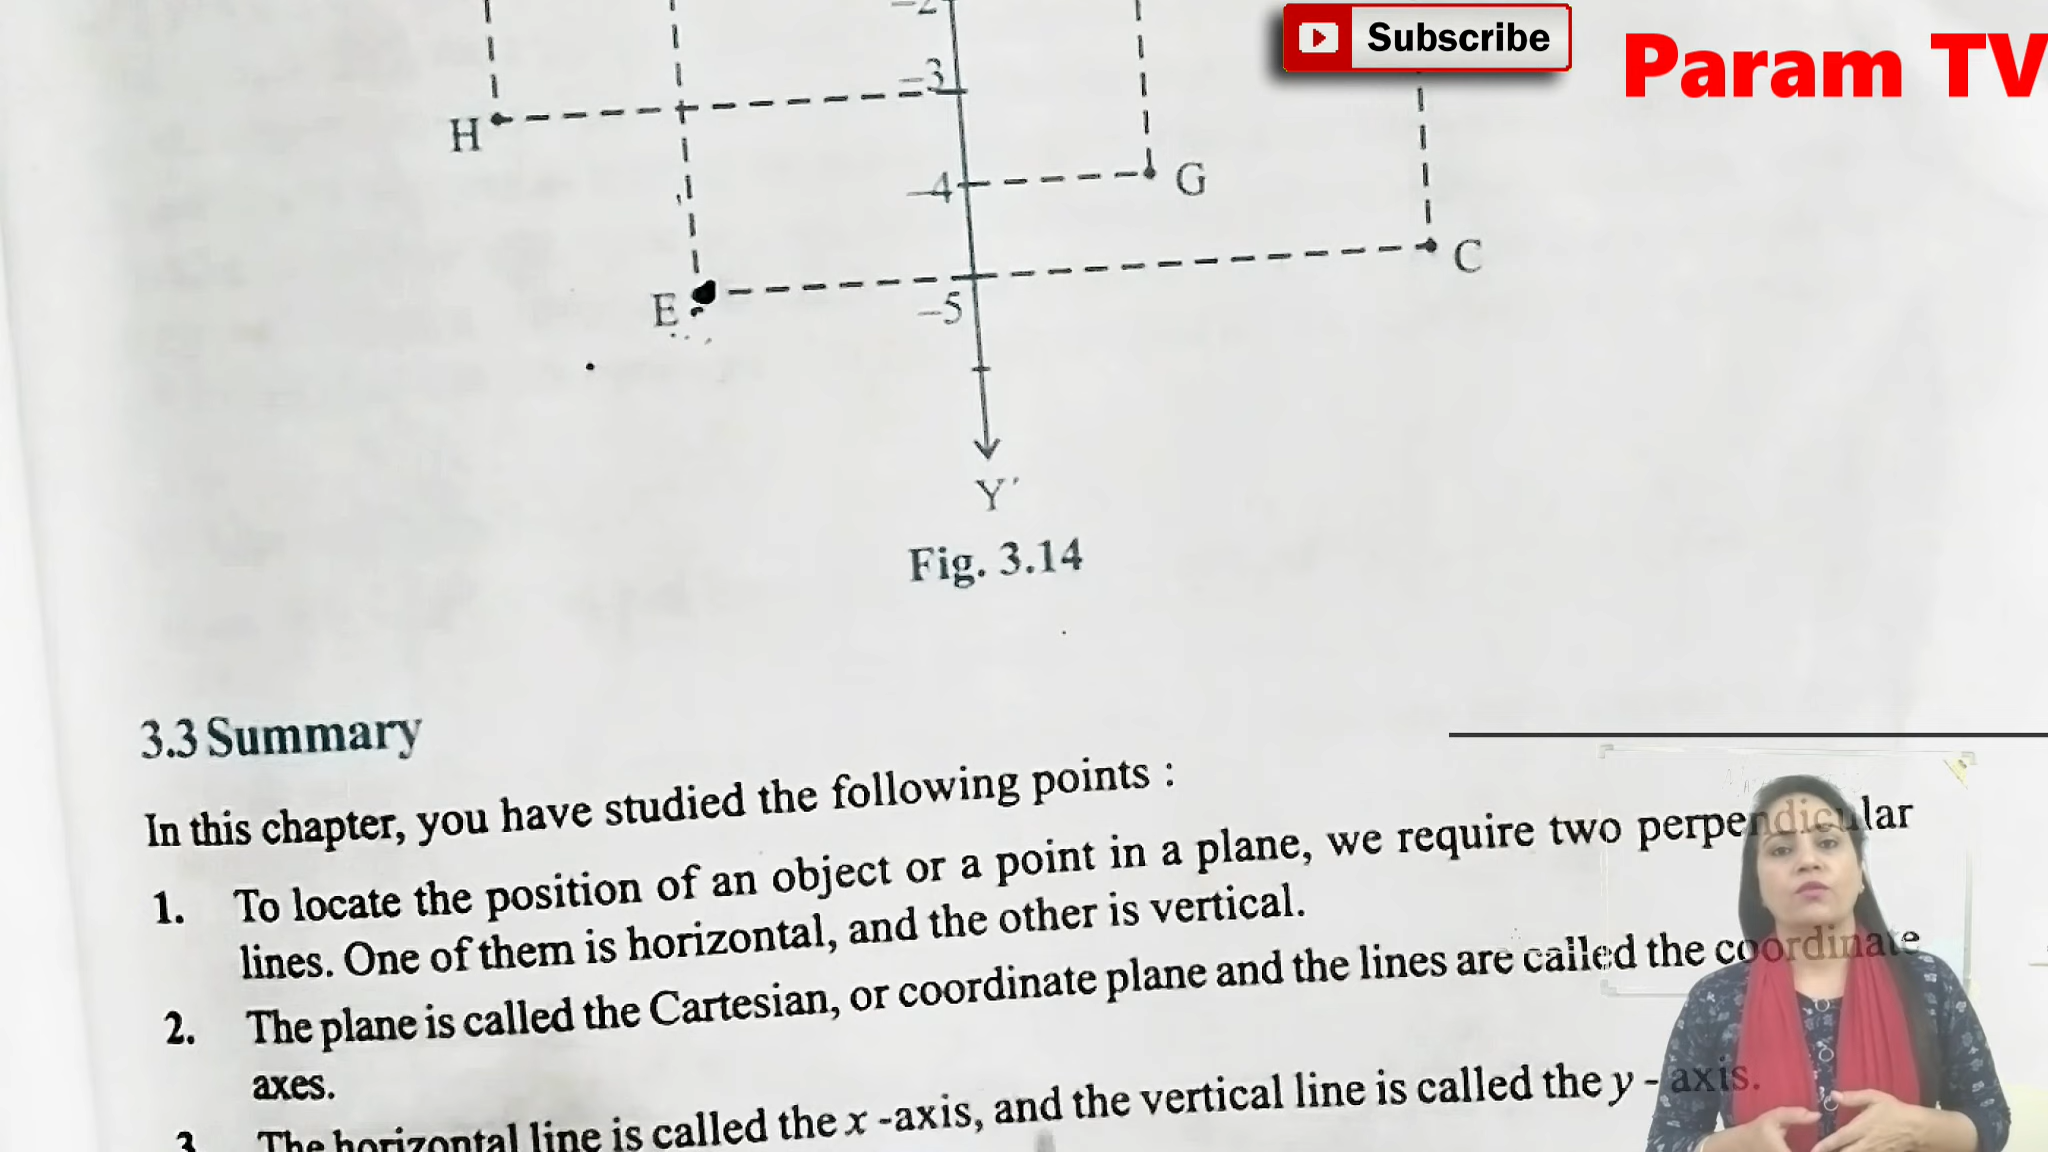 -2
Subscribe
Param TV
-3
H
-4
G
C
E
-5
Y′
Fig. 3.14
3.3 Summary
In this chapter, you have studied the following points :
1. To locate the position of an object or a point in a plane, we require two perpendicular
lines. One of them is horizontal, and the other is vertical.
2. The plane is called the Cartesian, or coordinate plane and the lines are called the coordinate
axes.
3. The horizontal line is called the x -axis, and the vertical line is called the y - axis.